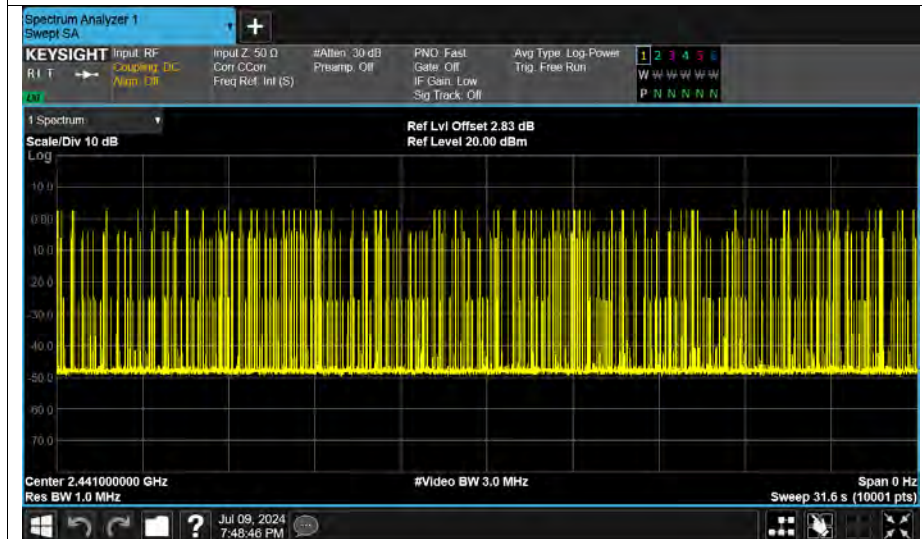 Spectrum Analyzer 1
Swept SA
+
KEYSIGHT Input: RF Input Z: 50 Ω #Atten: 30 dB PNO: Fast Avg Type: Log-Power 1 2 3 4 5 6
R L T Coupling: DC Corr CCorr Preamp: Off Gate: Off Trig: Free Run W W W W W W
Align: Off Freq Ref: Int (S) IF Gain: Low
Sig Track: Off P N N N N N
1 Spectrum
Ref Lvl Offset 2.83 dB
Scale/Div 10 dB Ref Level 20.00 dBm
Log
10.0
0.00
-10.0
-20.0
-30.0
-40.0
-50.0
-60.0
-70.0
Center 2.441000000 GHz #Video BW 3.0 MHz Span 0 Hz
Res BW 1.0 MHz Sweep 31.6 s (10001 pts)
? Jul 09, 2024
7:48:46 PM